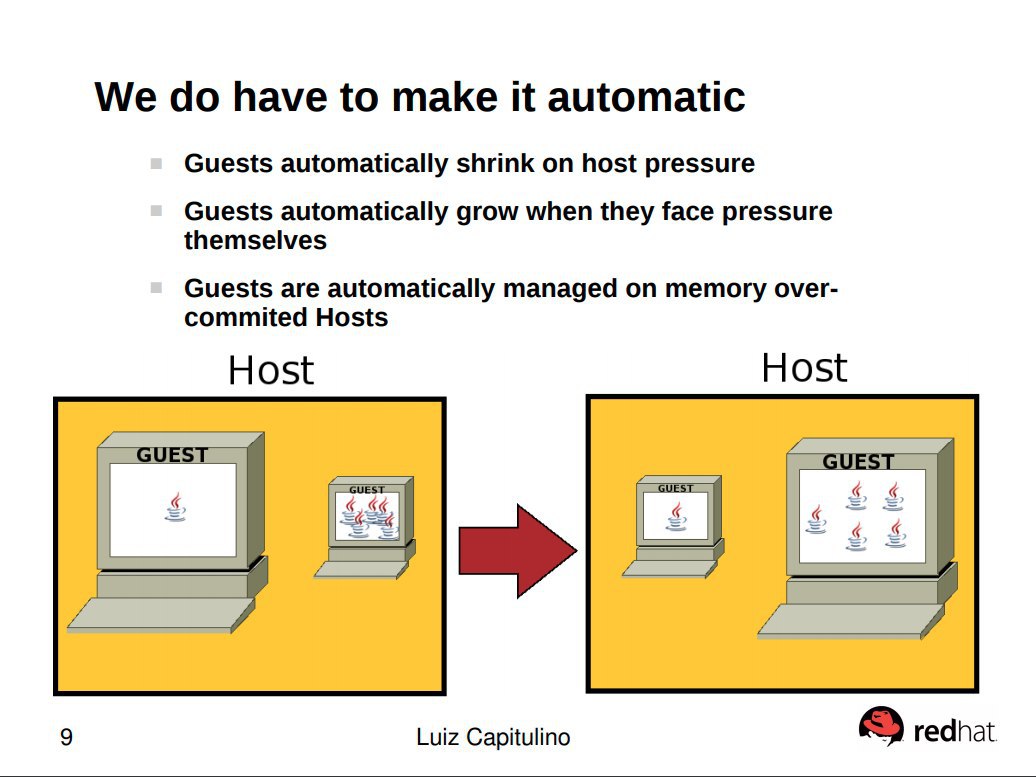 We do have to make it automatic
Guests automatically shrink on host pressure
Guests automatically grow when they face pressure
themselves
Guests are automatically managed on memory over-
commited Hosts
Host
GUEST
GUEST
Host
GUEST
GUEST
9
Luiz Capitulino
redhat.